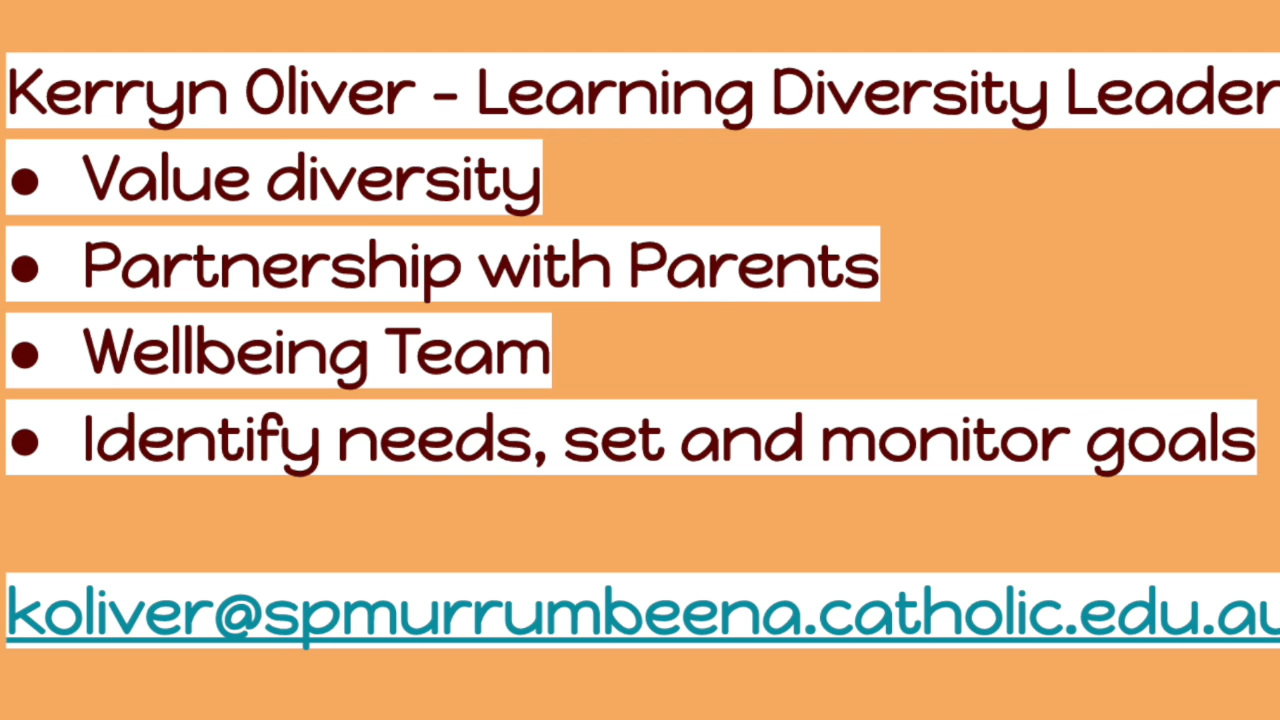 Kerryn Oliver - Learning Diversity Leader
● Value diversity
● Partnership with Parents
● Wellbeing Team
● Identify needs, set and monitor goals
koliver@spmurrumbeena.catholic.edu.au